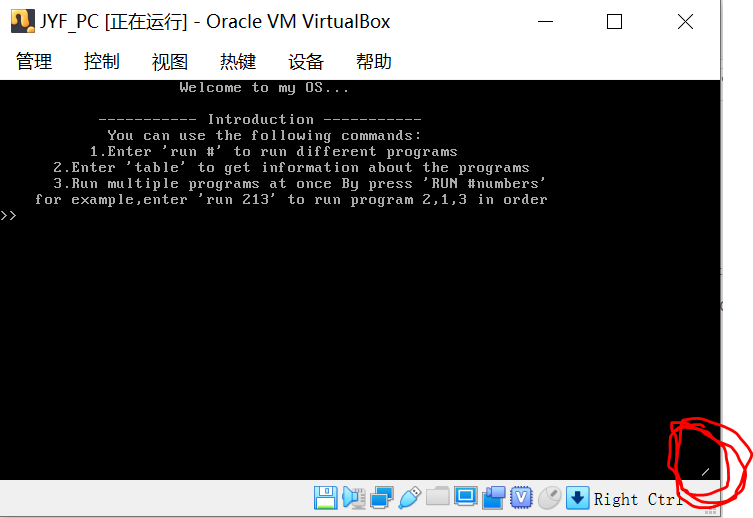 JYF_PC [正在运行] - Oracle VM VirtualBox
管理 控制 视图 热键 设备 帮助
Welcome to my OS...
----------- Introduction -----------
You can use the following commands:
1.Enter 'run #' to run different programs
2.Enter 'table' to get information about the programs
3.Run multiple programs at once By press 'RUN #numbers'
for example,enter 'run 213' to run program 2,1,3 in order
>>
/
Right Ctrl